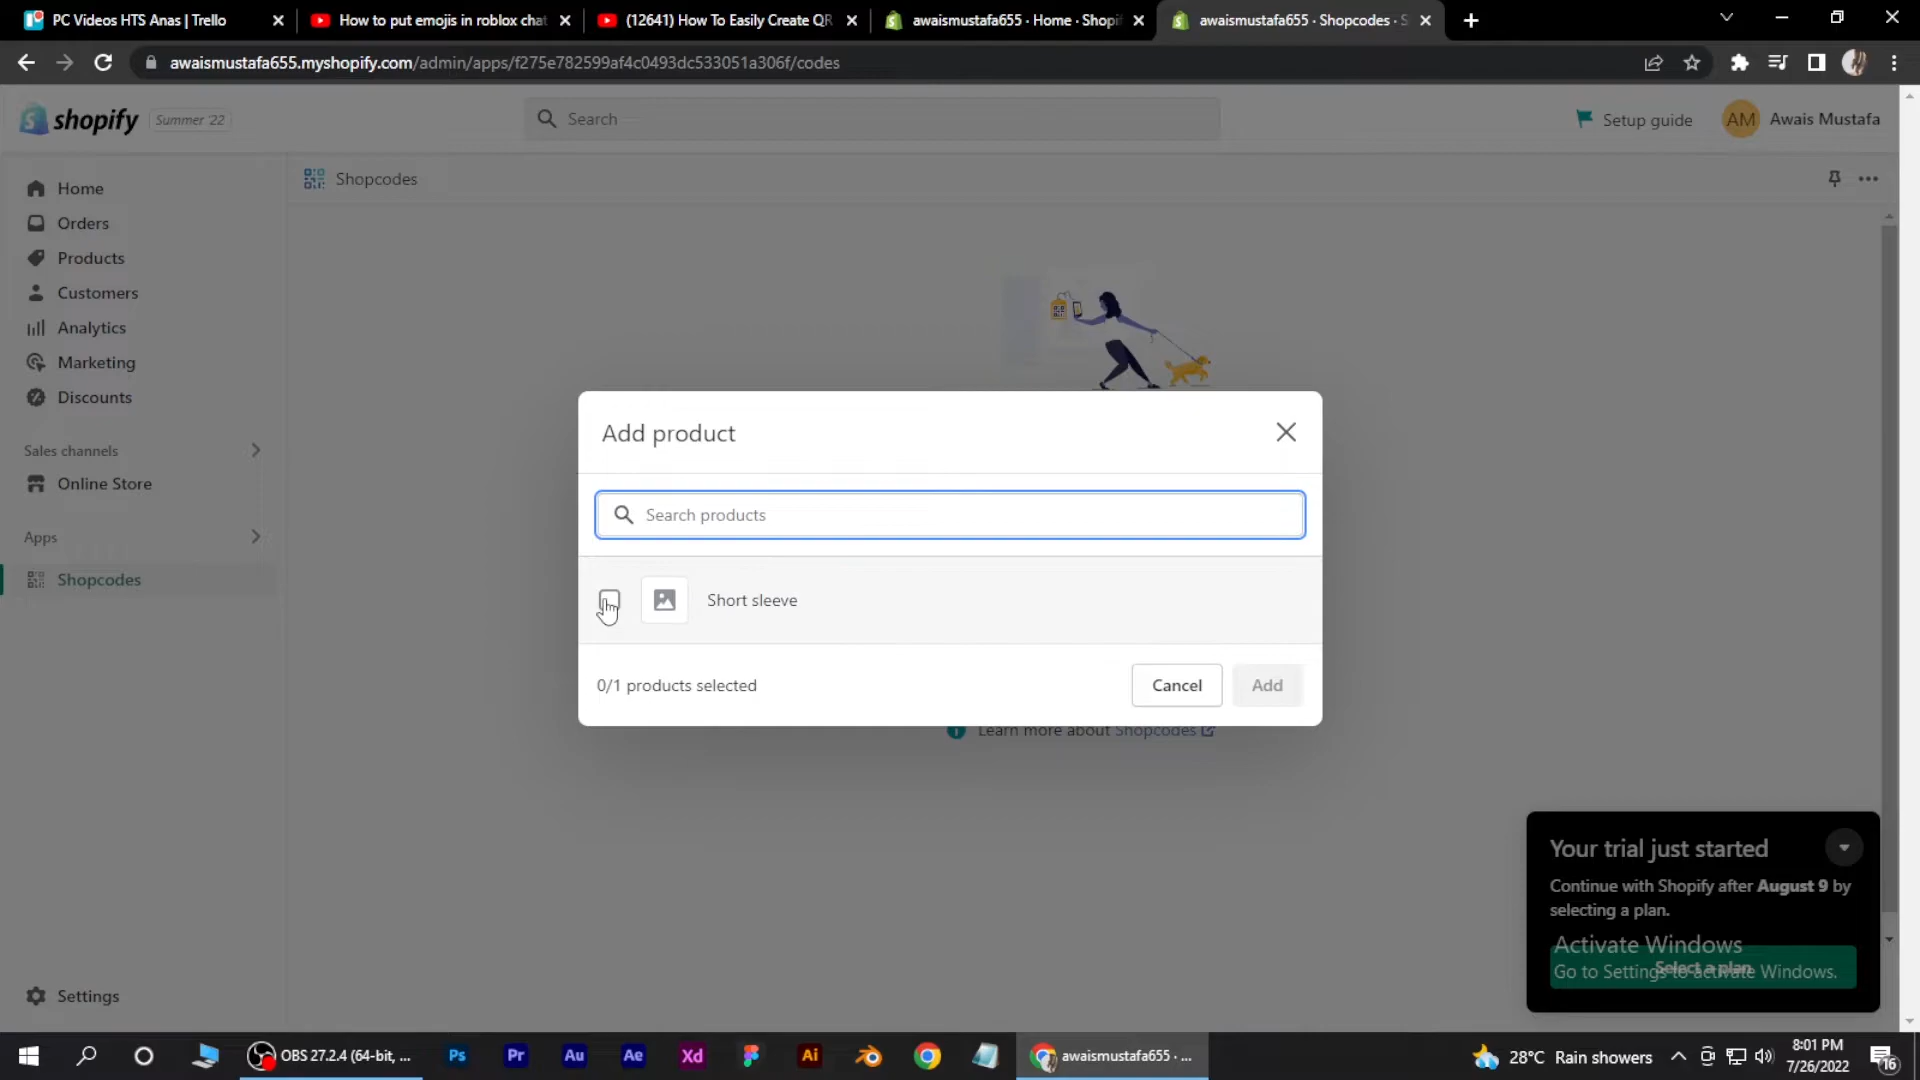 PC Videos HTS Anas | Trello
How to put emojis in roblox chat
(12641) How To Easily Create QR
awaismustafa655 · Home · Shopif
awaismustafa655 · Shopcodes · S
awaismustafa655.myshopify.com/admin/apps/f275e782599af4c0493dc533051a306f/codes
shopify
Summer '22
Search
Setup guide
AM
Awais Mustafa
Home
Orders
Products
Customers
Analytics
Marketing
Discounts
Sales channels
Online Store
Apps
Shopcodes
Settings
Shopcodes
Add product
Search products
Short sleeve
0/1 products selected
Cancel
Add
Learn more about Shopcodes
Your trial just started
Continue with Shopify after August 9 by
selecting a plan.
Select a plan
Activate Windows
Go to Settings to activate Windows.
OBS 27.2.4 (64-bit, ...
Ps
Pr
Au
Ae
Xd
Ai
awaismustafa655 · ...
28°C Rain showers
8:01 PM
7/26/2022
16